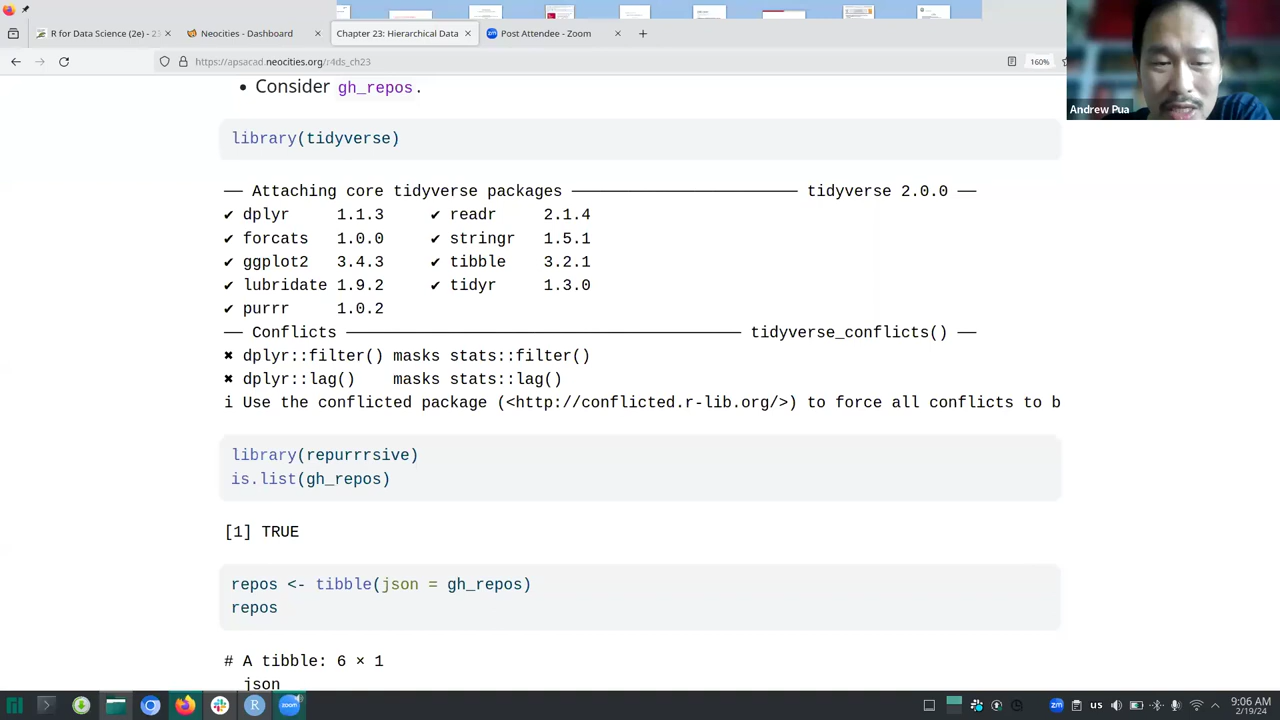 R for Data Science (2e) - 2
Neocities - Dashboard
Chapter 23: Hierarchical Data
Post Attendee - Zoom
https://apsacad.neocities.org/r4ds_ch23
160%
Andrew Pua
• Consider gh_repos.
library(tidyverse)
── Attaching core tidyverse packages ──────────────────────── tidyverse 2.0.0 ──
✔ dplyr     1.1.3     ✔ readr     2.1.4
✔ forcats   1.0.0     ✔ stringr   1.5.1
✔ ggplot2   3.4.3     ✔ tibble    3.2.1
✔ lubridate 1.9.2     ✔ tidyr     1.3.0
✔ purrr     1.0.2
── Conflicts ────────────────────────────────────────── tidyverse_conflicts() ──
✖ dplyr::filter() masks stats::filter()
✖ dplyr::lag()    masks stats::lag()
i Use the conflicted package (<http://conflicted.r-lib.org/>) to force all conflicts to b
library(repurrrsive)
is.list(gh_repos)
[1] TRUE
repos <- tibble(json = gh_repos)
repos
# A tibble: 6 × 1
json
zoom
zm
us
9:06 AM
2/19/24